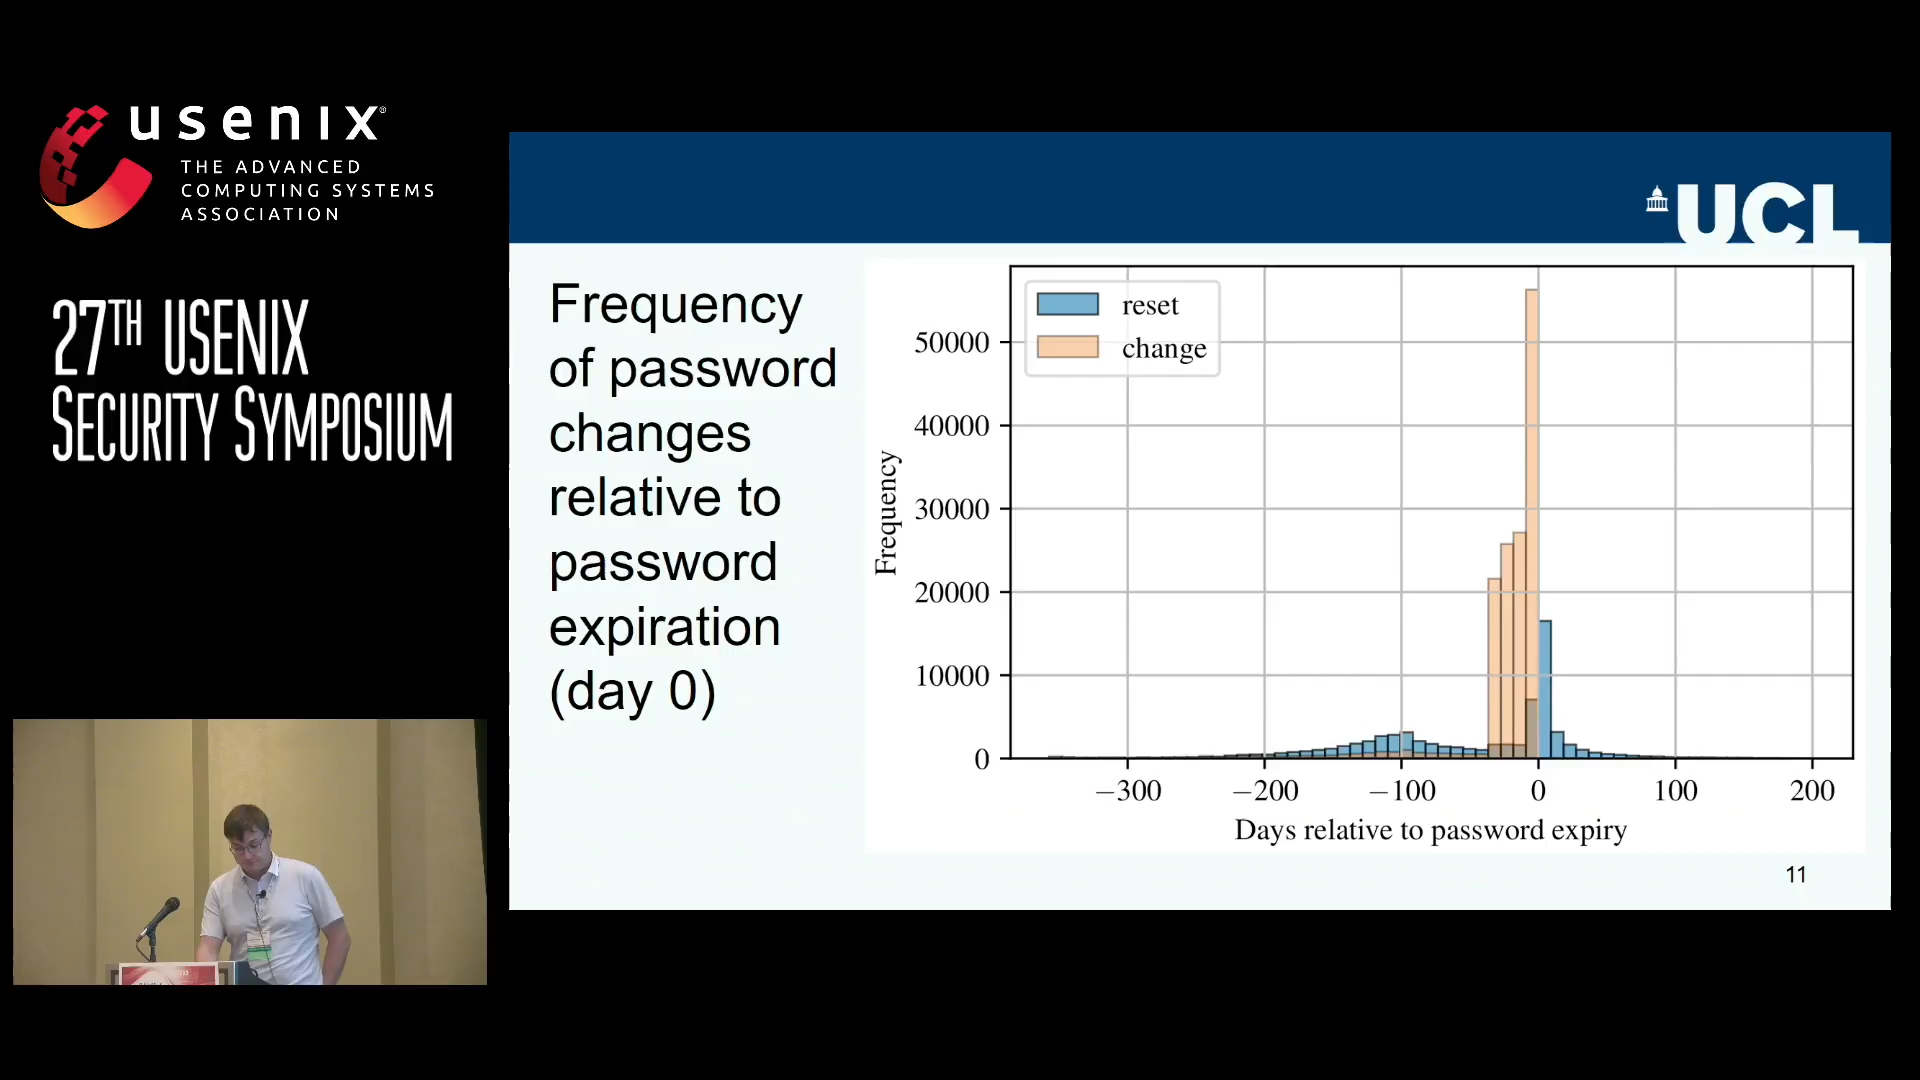 usenix®
THE ADVANCED
COMPUTING SYSTEMS
ASSOCIATION
27TH USENIX
SECURITY SYMPOSIUM
UCL
Frequency
of password
changes
relative to
password
expiration
(day 0)
reset
change
Frequency
50000
40000
30000
20000
10000
0
−300 −200 −100 0 100 200
Days relative to password expiry
11